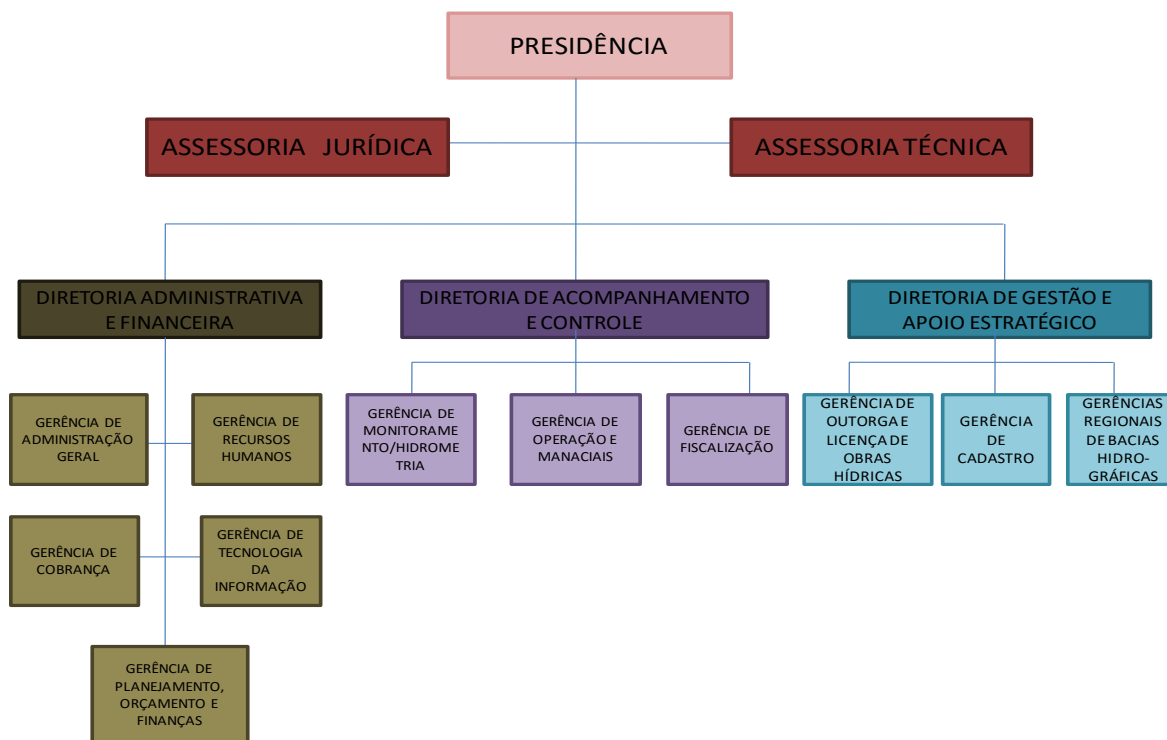 PRESIDÊNCIA
ASSESSORIA JURÍDICA
ASSESSORIA TÉCNICA
DIRETORIA ADMINISTRATIVA
E FINANCEIRA
DIRETORIA DE ACOMPANHAMENTO
E CONTROLE
DIRETORIA DE GESTÃO E
APOIO ESTRATÉGICO
GERÊNCIA DE
ADMINISTRAÇÃO
GERAL
GERÊNCIA DE
RECURSOS
HUMANOS
GERÊNCIA DE
MONITORAME
NTO/HIDROME
TRIA
GERÊNCIA DE
OPERAÇÃO E
MANACIAIS
GERÊNCIA DE
FISCALIZAÇÃO
GERÊNCIA DE
OUTORGA E
LICENÇA DE
OBRAS
HÍDRICAS
GERÊNCIA
DE
CADASTRO
GERÊNCIAS
REGIONAIS
DE BACIAS
HIDRO-
GRÁFICAS
GERÊNCIA DE
COBRANÇA
GERÊNCIA DE
TECNOLOGIA
DA
INFORMAÇÃO
GERÊNCIA DE
PLANEJAMENTO,
ORÇAMENTO E
FINANÇAS